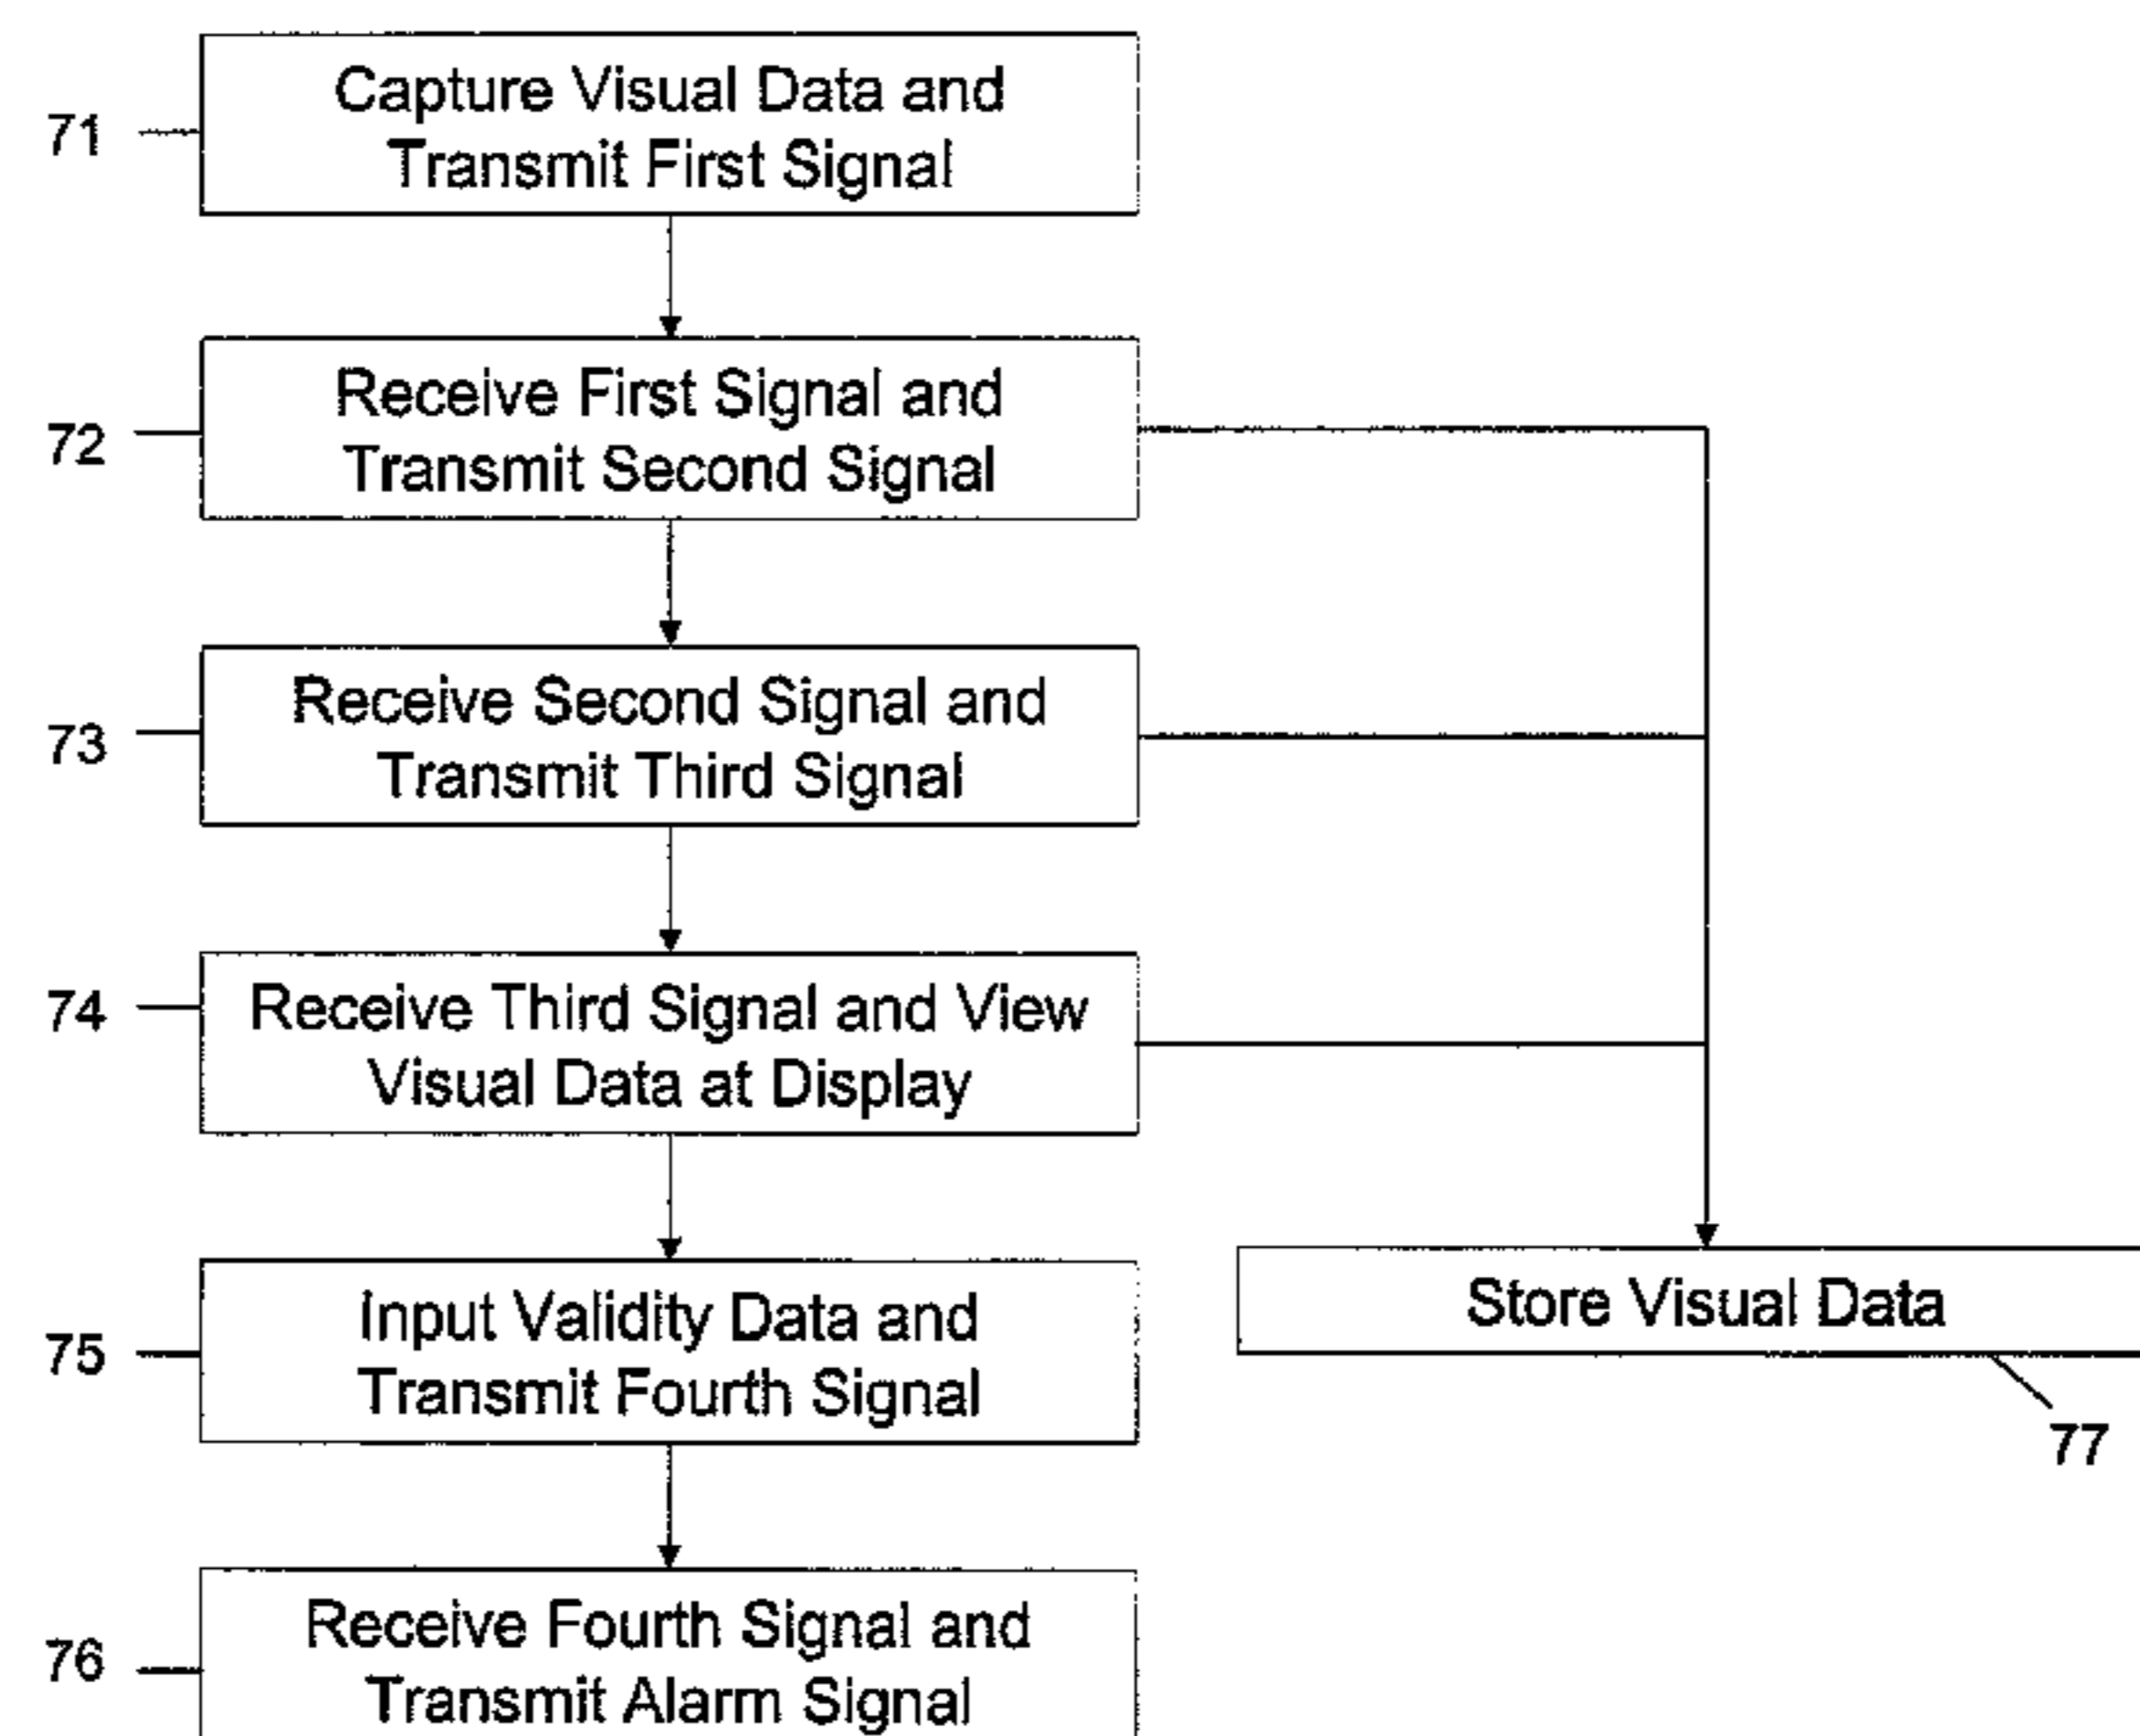 71
Capture Visual Data and
Transmit First Signal
72
Receive First Signal and
Transmit Second Signal
73
Receive Second Signal and
Transmit Third Signal
74
Receive Third Signal and View
Visual Data at Display
75
Input Validity Data and
Transmit Fourth Signal
Store Visual Data
77
76
Receive Fourth Signal and
Transmit Alarm Signal